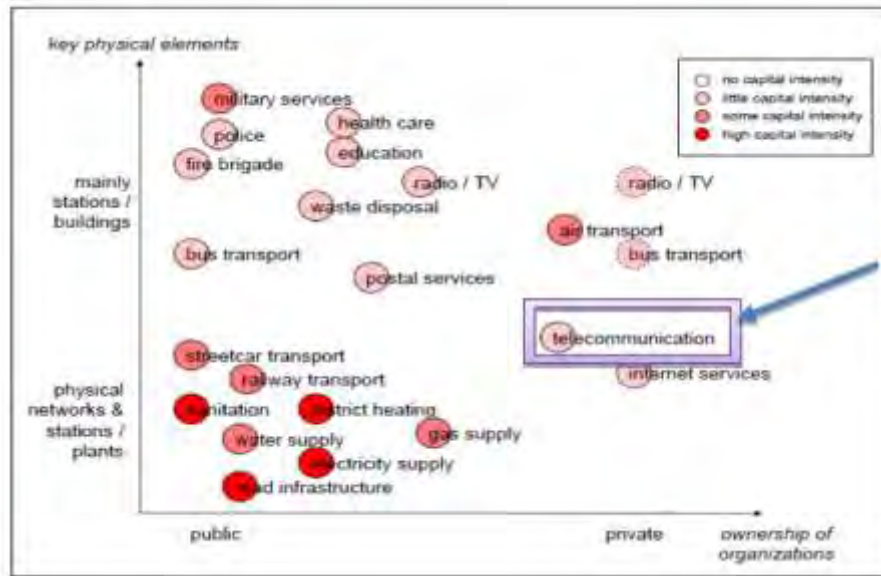 key physical elements
no capital intensity
little capital intensity
some capital intensity
high capital intensity
military services
health care
police
education
fire brigade
mainly
stations /
buildings
radio / TV
radio / TV
waste disposal
air transport
bus transport
bus transport
postal services
telecommunication
streetcar transport
railway transport
internet services
physical
networks &
stations /
plants
sanitation
district heating
water supply
gas supply
electricity supply
road infrastructure
public
private
ownership of
organizations